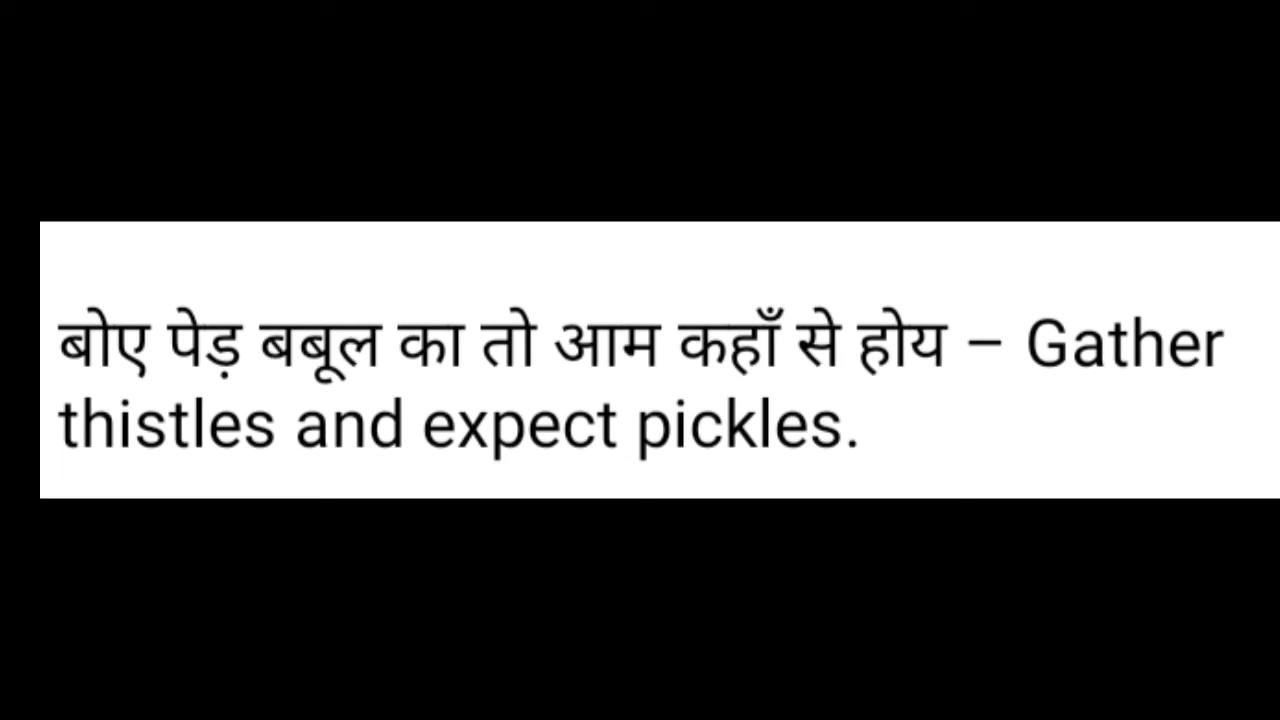 बोए पेड़ बबूल का तो आम कहाँ से होय – Gather
thistles and expect pickles.